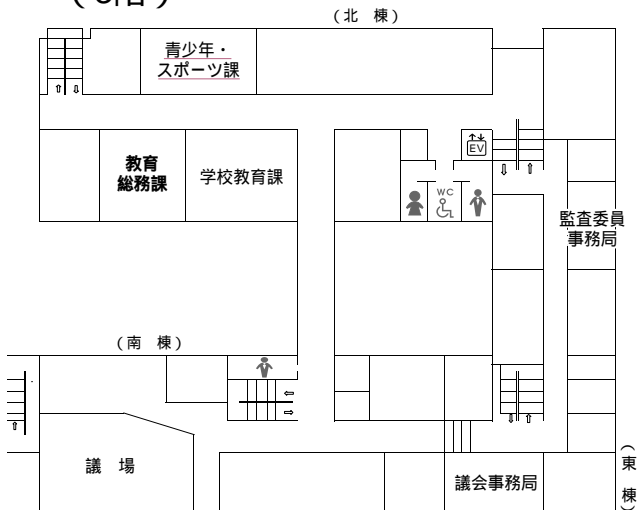 (北 棟)
青少年・
スポーツ課
教育
総務課
学校教育課
EV
WC
監査委員
事務局
(南 棟)
議 場
議会事務局
(東 棟)